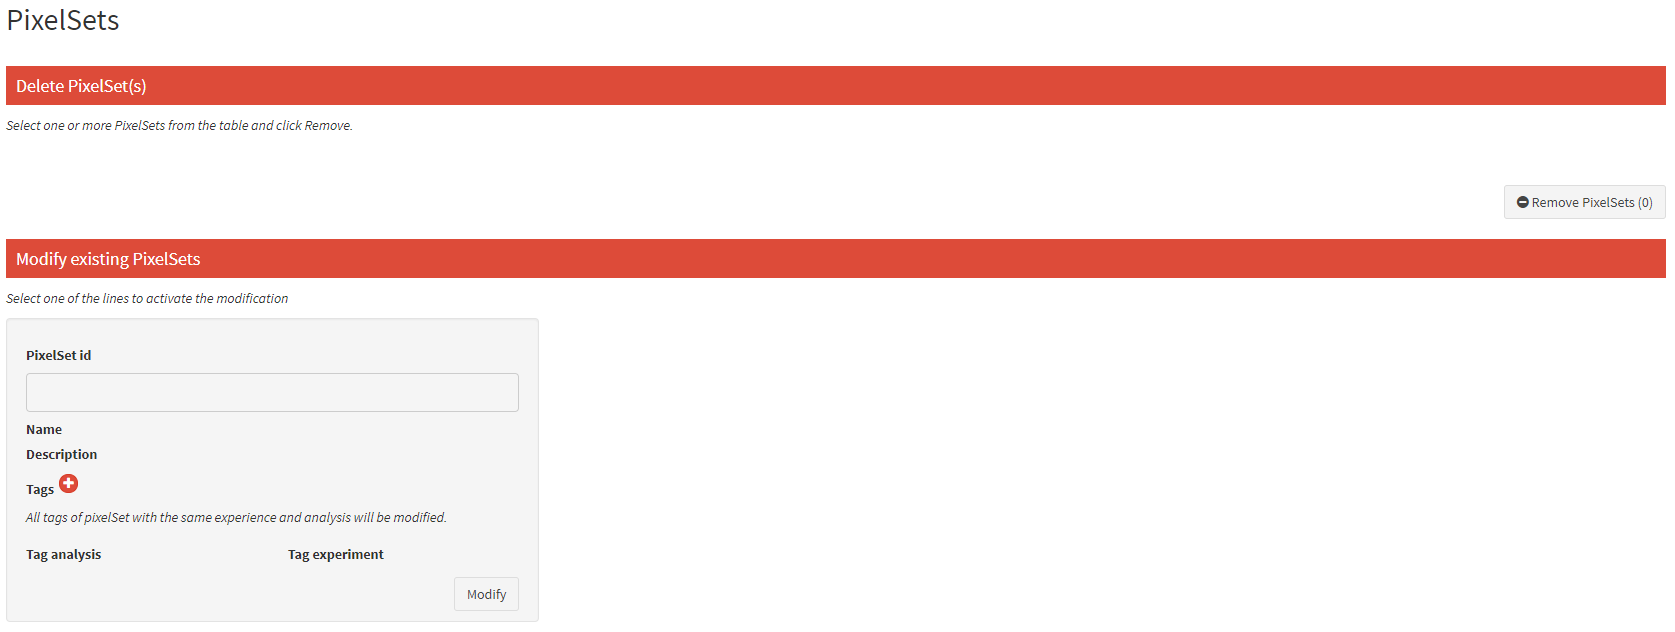 PixelSets
Delete PixelSet(s)
Select one or more PixelSets from the table and click Remove.
Remove PixelSets (0)
Modify existing PixelSets
Select one of the lines to activate the modification
PixelSet id
Name
Description
Tags
All tags of pixelSet with the same experience and analysis will be modified.
Tag analysis Tag experiment
Modify